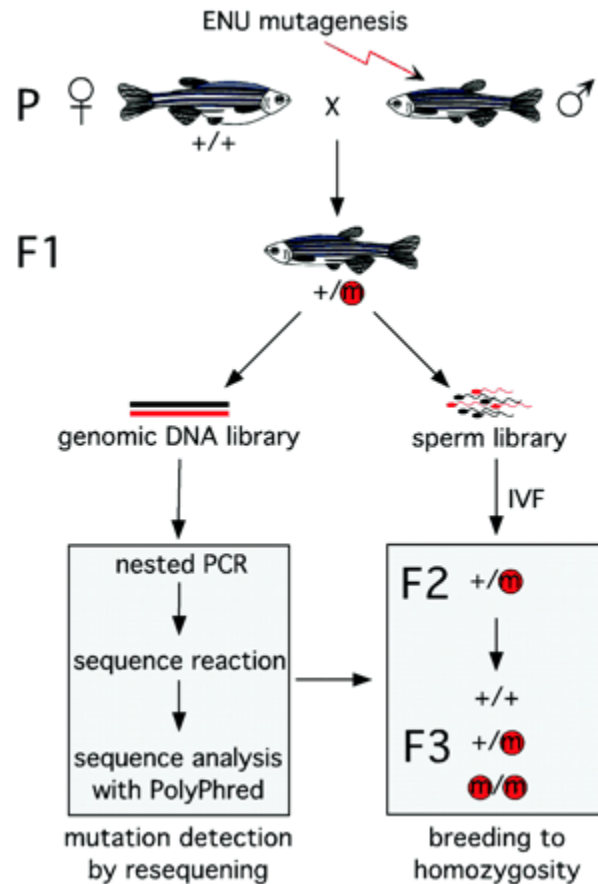 ENU mutagenesis
P ♀ x ♂
+/+
F1
+/m
genomic DNA library
sperm library
IVF
nested PCR
sequence reaction
sequence analysis
with PolyPhred
F2 +/m
+/+
F3 +/m
m/m
mutation detection
by resequening
breeding to
homozygosity